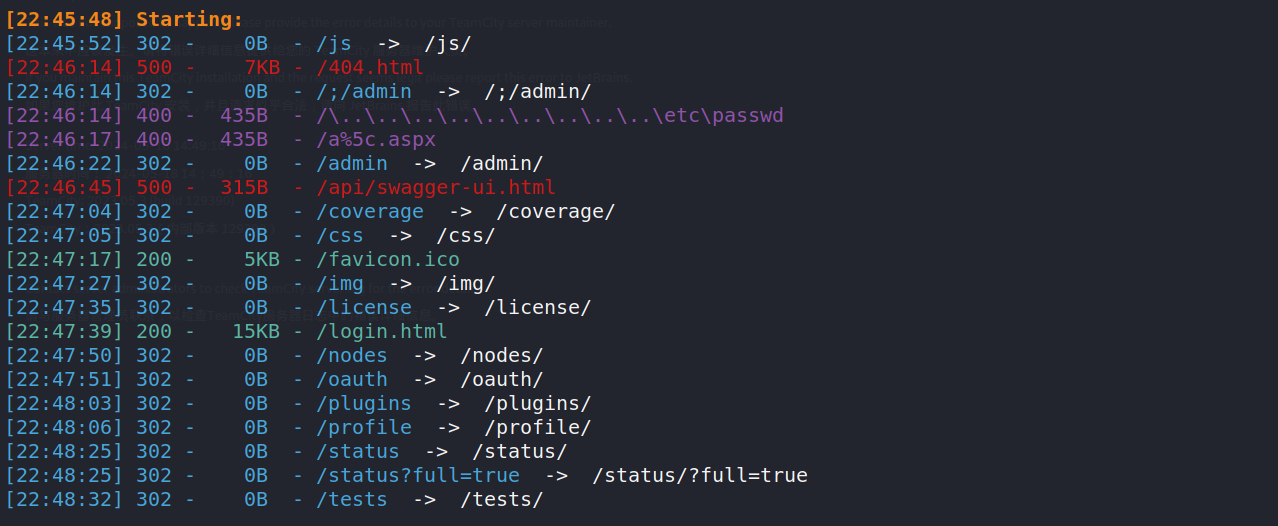 [22:45:48] Starting:
[22:45:52] 302 -    0B  - /js  ->  /js/
[22:46:14] 500 -    7KB - /404.html
[22:46:14] 302 -    0B  - /;/admin  ->  /;/admin/
[22:46:14] 400 -  435B  - /\..\..\..\..\..\..\..\..\..\etc\passwd
[22:46:17] 400 -  435B  - /a%5c.aspx
[22:46:22] 302 -    0B  - /admin  ->  /admin/
[22:46:45] 500 -  315B  - /api/swagger-ui.html
[22:47:04] 302 -    0B  - /coverage  ->  /coverage/
[22:47:05] 302 -    0B  - /css  ->  /css/
[22:47:17] 200 -    5KB - /favicon.ico
[22:47:27] 302 -    0B  - /img  ->  /img/
[22:47:35] 302 -    0B  - /license  ->  /license/
[22:47:39] 200 -   15KB - /login.html
[22:47:50] 302 -    0B  - /nodes  ->  /nodes/
[22:47:51] 302 -    0B  - /oauth  ->  /oauth/
[22:48:03] 302 -    0B  - /plugins  ->  /plugins/
[22:48:06] 302 -    0B  - /profile  ->  /profile/
[22:48:25] 302 -    0B  - /status  ->  /status/
[22:48:25] 302 -    0B  - /status?full=true  ->  /status/?full=true
[22:48:32] 302 -    0B  - /tests  ->  /tests/